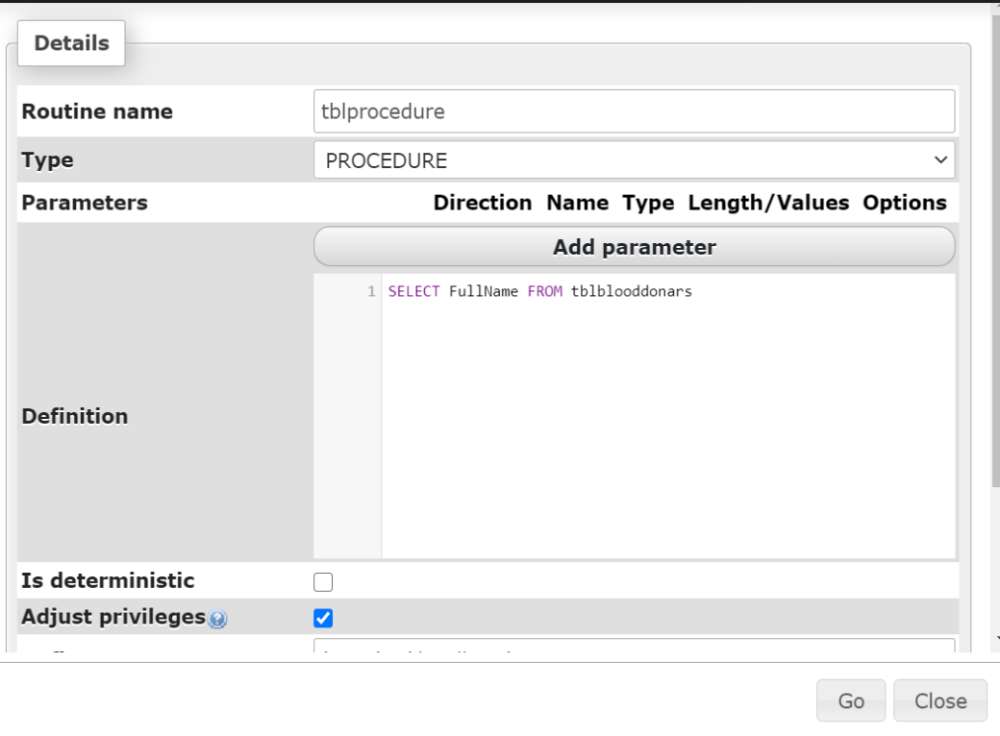 Details
Routine name tblprocedure
Type PROCEDURE
Parameters Direction Name Type Length/Values Options
Add parameter
1 SELECT FullName FROM tblblooddonars
Definition
Is deterministic
Adjust privileges
Go Close